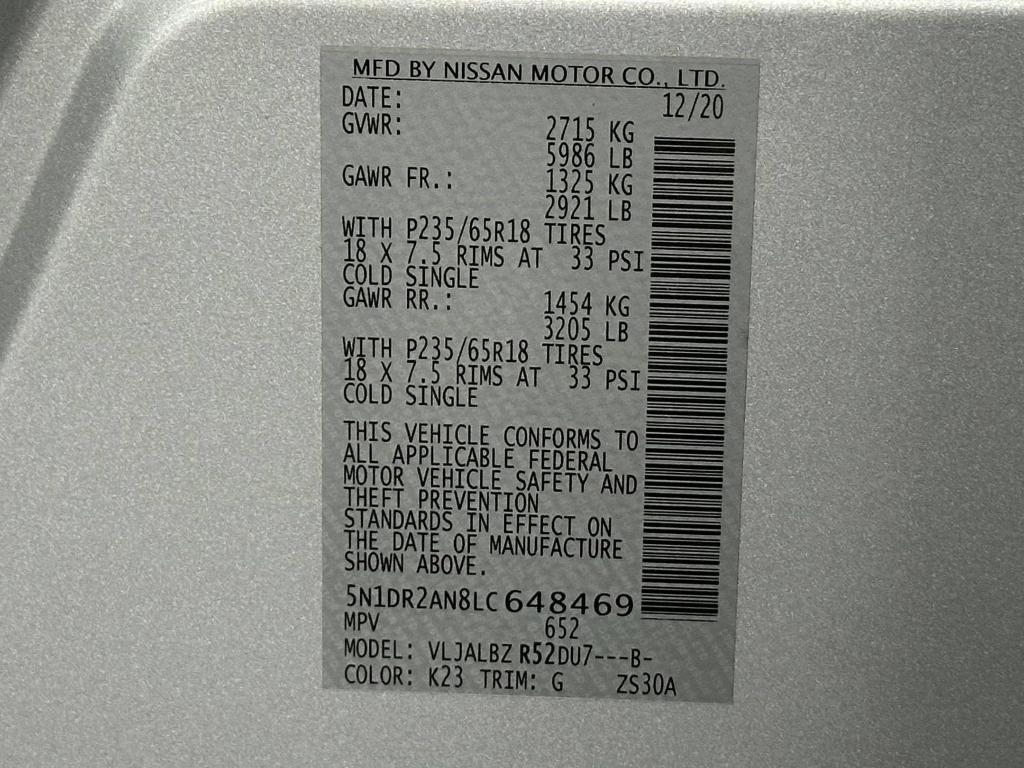 MFD BY NISSAN MOTOR CO., LTD.
DATE: 12/20
GVWR: 2715 KG
5986 LB
GAWR FR.: 1325 KG
2921 LB
WITH P235/65R18 TIRES
18 X 7.5 RIMS AT 33 PSI
COLD SINGLE
GAWR RR.: 1454 KG
3205 LB
WITH P235/65R18 TIRES
18 X 7.5 RIMS AT 33 PSI
COLD SINGLE
THIS VEHICLE CONFORMS TO
ALL APPLICABLE FEDERAL
MOTOR VEHICLE SAFETY AND
THEFT PREVENTION
STANDARDS IN EFFECT ON
THE DATE OF MANUFACTURE
SHOWN ABOVE.
5N1DR2AN8LC648469
MPV 652
MODEL: VLJALBZ R52DU7---B-
COLOR: K23 TRIM: G ZS30A